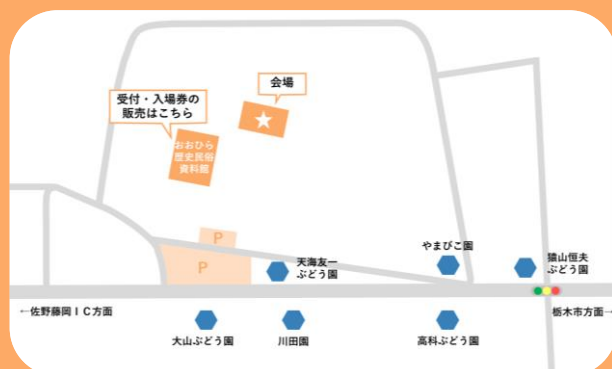 会場
受付・入場券の
販売はこちら
おおひら
歴史民俗
資料館
P
P
天海友一
ぶどう園
やまびこ園
猿山恒夫
ぶどう園
←佐野藤岡IC方面
栃木市方面→
大山ぶどう園
川田園
高科ぶどう園